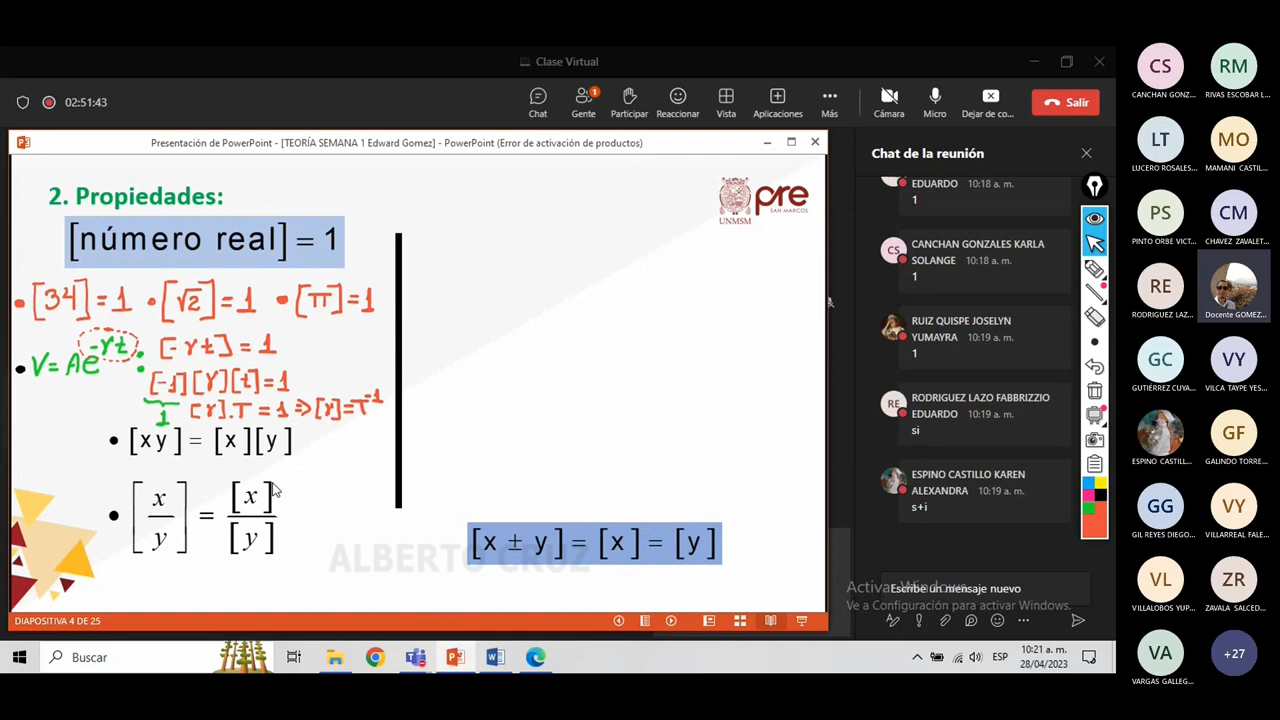 Clase Virtual
02:51:43
Chat
Gente
1
Participar
Reaccionar
Vista
Aplicaciones
Más
Cámara
Micro
Dejar de co...
Salir
Presentación de PowerPoint - [TEORÍA SEMANA 1 Edward Gomez] - PowerPoint (Error de activación de productos)
2. Propiedades:
UNMSM
pre
SAN MARCOS
[número real] = 1
• [34] = 1 • [√2] = 1 • [π] = 1
• V = Ae^-γt : [-γt] = 1
[-1][γ][t] = 1
1
[γ].T = 1 ⇒ [γ] = T^-1
• [xy] = [x][y]
• [x/y] = [x]/[y]
[x ± y] = [x] = [y]
ALBERTO CRUZ
DIAPOSITIVA 4 DE 25
Chat de la reunión
EDUARDO 10:18 a. m.
1
CS
CANCHAN GONZALES KARLA
SOLANGE 10:18 a. m.
1
RUIZ QUISPE JOSELYN
YUMAYRA 10:19 a. m.
1
RE
RODRIGUEZ LAZO FABBRIZZIO
EDUARDO 10:19 a. m.
si
ESPINO CASTILLO KAREN
ALEXANDRA 10:19 a. m.
s+i
Escribe un mensaje nuevo
Activar Windows
Ve a Configuración para activar Windows.
CS
CANCHAN GONZ...
RM
RIVAS ESCOBAR L...
LT
LUCERO ROSALES...
MO
MAMANI CASTIL...
PS
PINTO ORBE VICT...
CM
CHAVEZ ZAVALET...
RE
RODRIGUEZ LAZ...
Docente GOMEZ...
GC
GUTIÉRREZ CUYA...
VY
VILCA TAYPE YES...
ESPINO CASTILL...
GF
GALINDO TORRE...
GG
GIL REYES DIEGO...
VY
VILLARREAL FALE...
VL
VILLALOBOS YUP...
ZR
ZAVALA SALCED...
VA
VARGAS GALLEG...
+27
Buscar
ESP
10:21 a. m.
28/04/2023